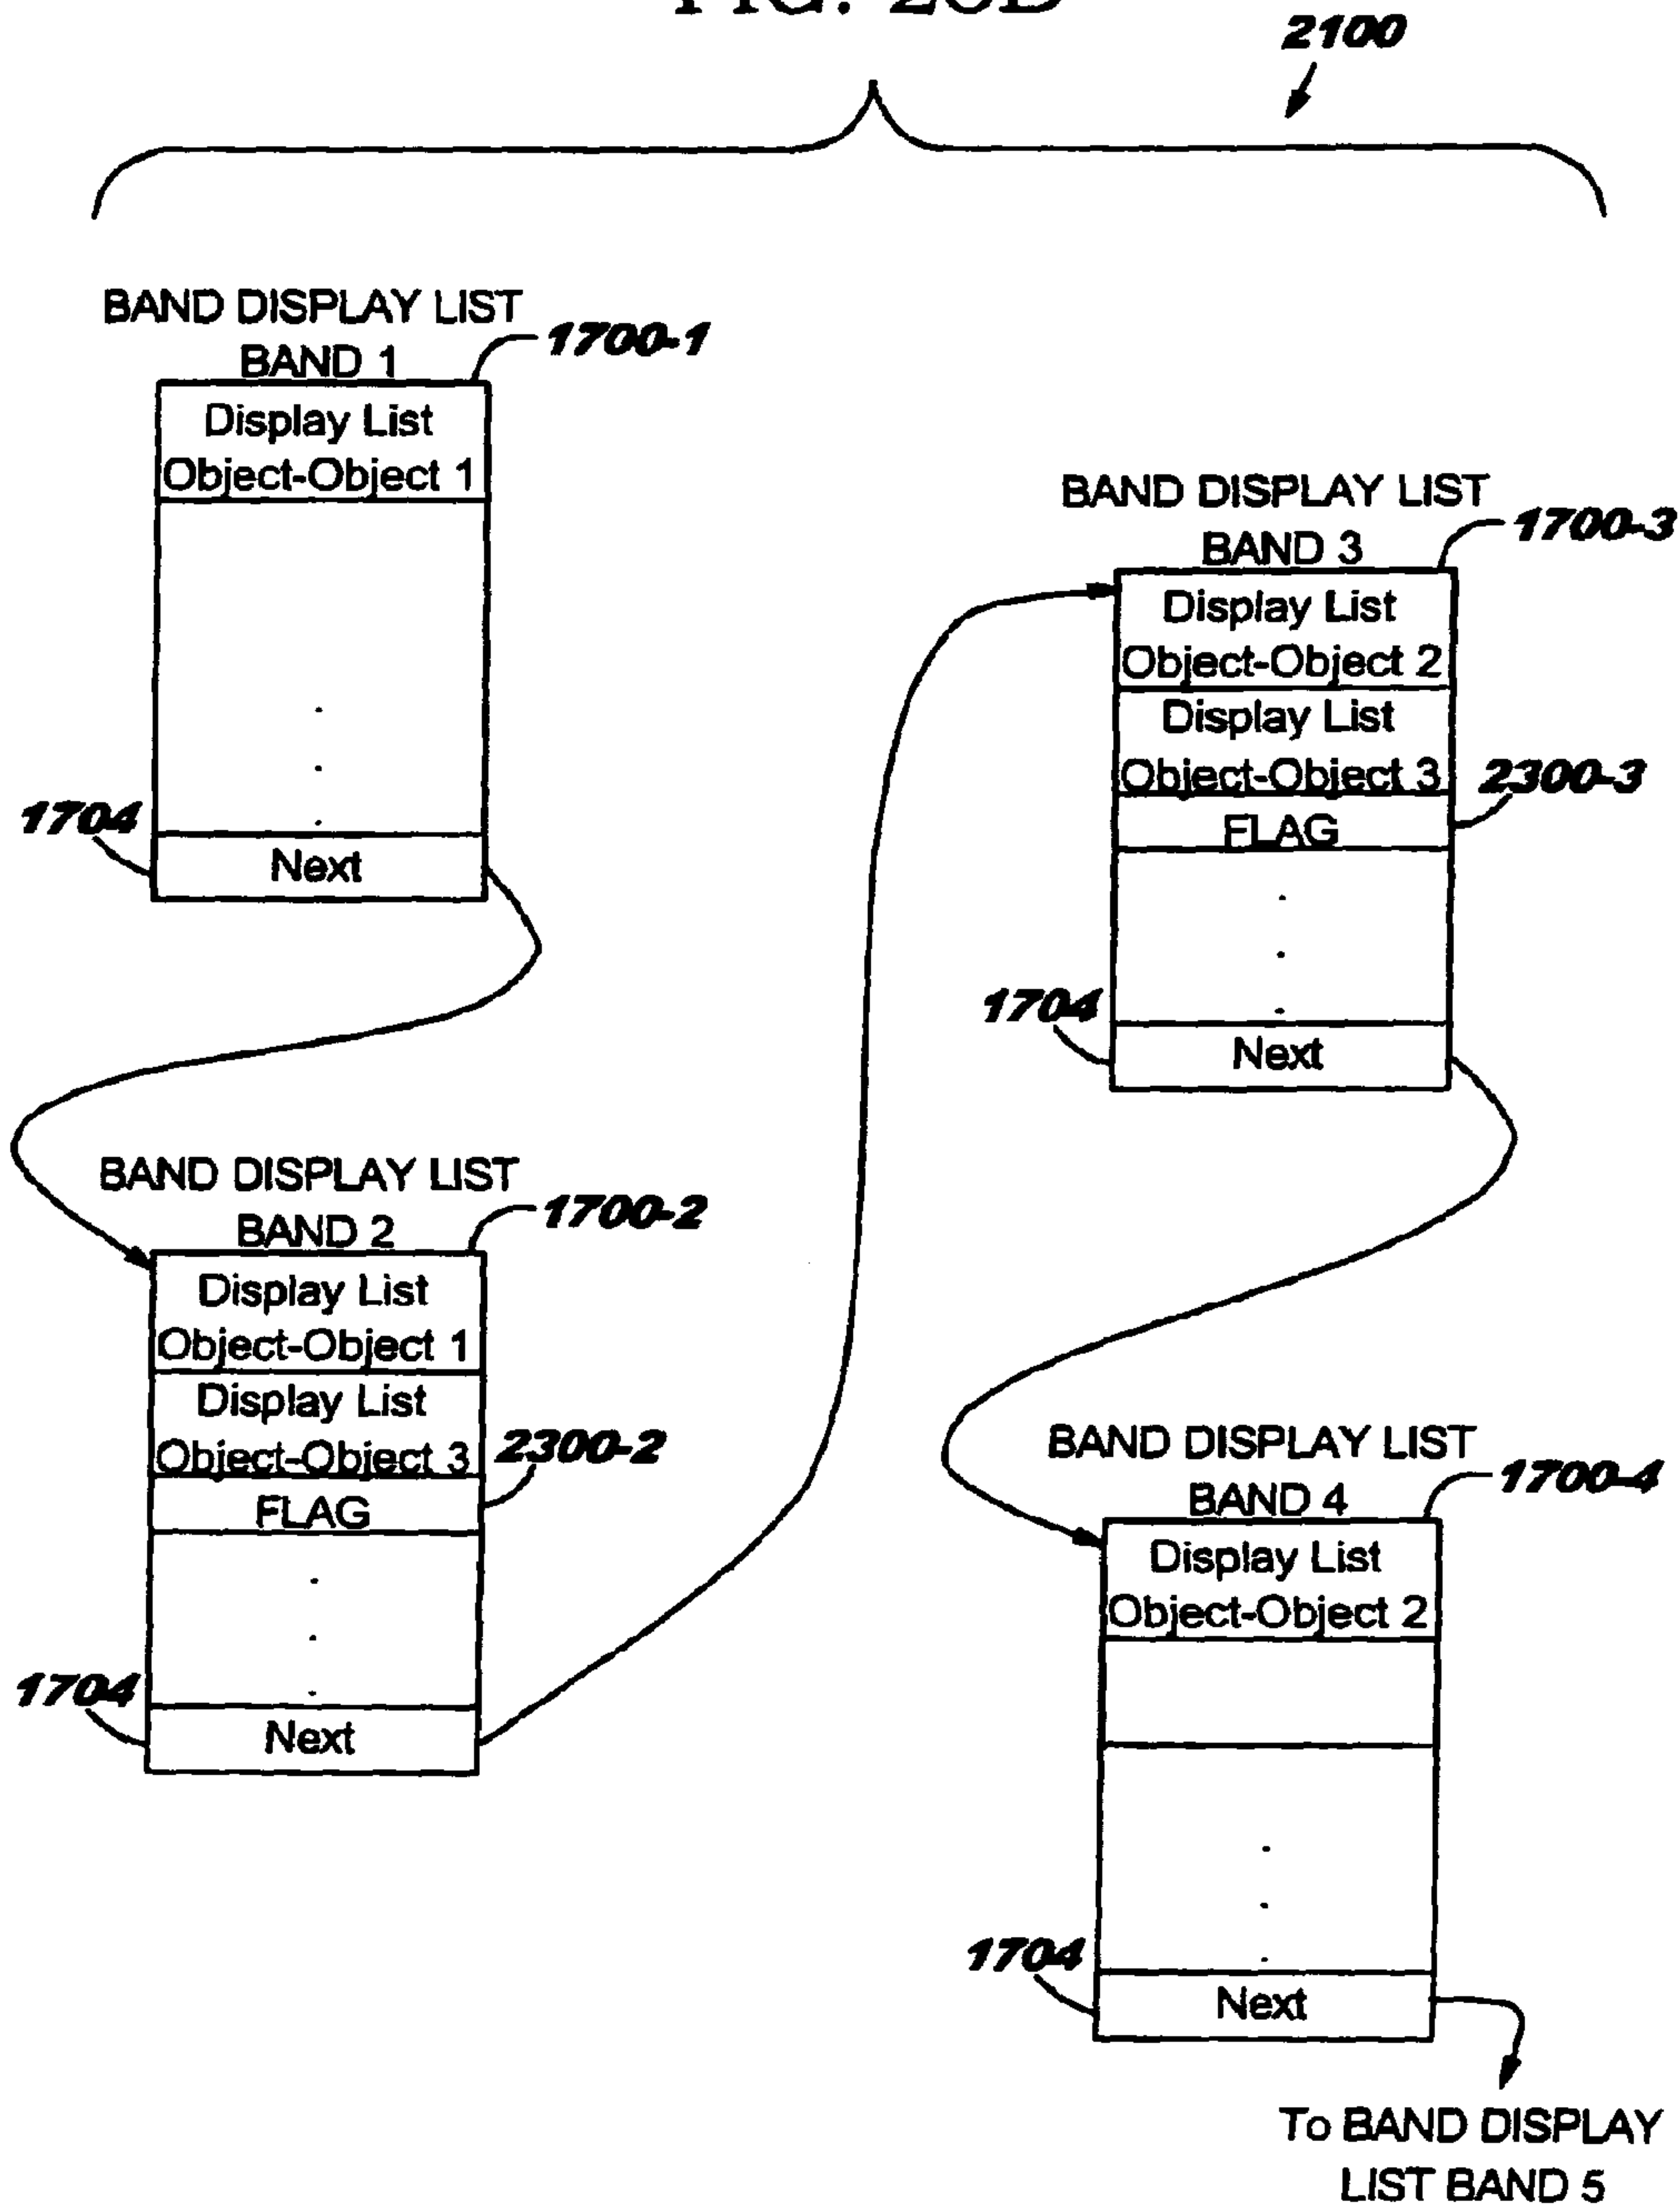 2100
BAND DISPLAY LIST
BAND 1
1700-1
Display List
Object-Object 1
1704
Next
BAND DISPLAY LIST
BAND 2
1700-2
Display List
Object-Object 1
Display List
Object-Object 3
2300-2
FLAG
1704
Next
BAND DISPLAY LIST
BAND 3
1700-3
Display List
Object-Object 2
Display List
Object-Object 3
2300-3
FLAG
1704
Next
BAND DISPLAY LIST
BAND 4
1700-4
Display List
Object-Object 2
1704
Next
To BAND DISPLAY
LIST BAND 5